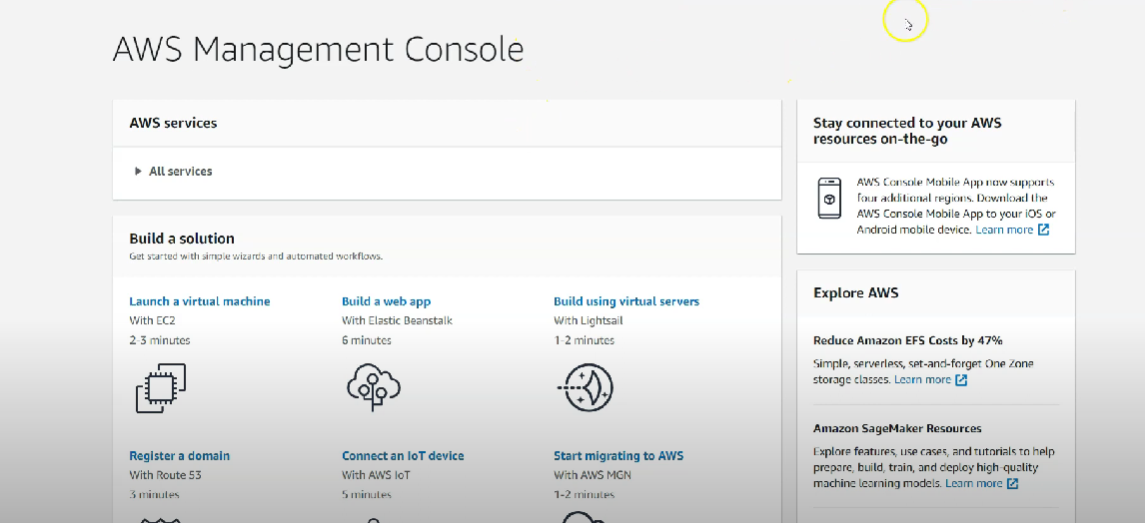 AWS Management Console
AWS services
All services
Build a solution
Get started with simple wizards and automated workflows.
Launch a virtual machine
With EC2
2-3 minutes
Build a web app
With Elastic Beanstalk
6 minutes
Build using virtual servers
With Lightsail
1-2 minutes
Register a domain
With Route 53
3 minutes
Connect an IoT device
With AWS IoT
5 minutes
Start migrating to AWS
With AWS MGN
1-2 minutes
Stay connected to your AWS
resources on-the-go
AWS Console Mobile App now supports
four additional regions. Download the
AWS Console Mobile App to your iOS or
Android mobile device. Learn more
Explore AWS
Reduce Amazon EFS Costs by 47%
Simple, serverless, set-and-forget One Zone
storage classes. Learn more
Amazon SageMaker Resources
Explore features, use cases, and tutorials to help
prepare, build, train, and deploy high-quality
machine learning models. Learn more